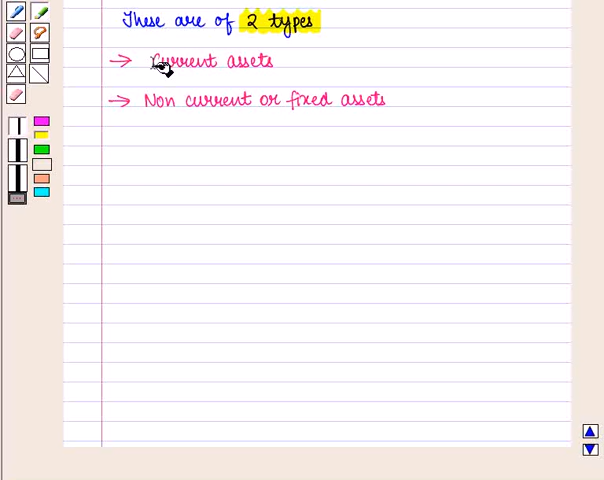 These are of 2 types
→ Current assets
→ Non current or fixed assets